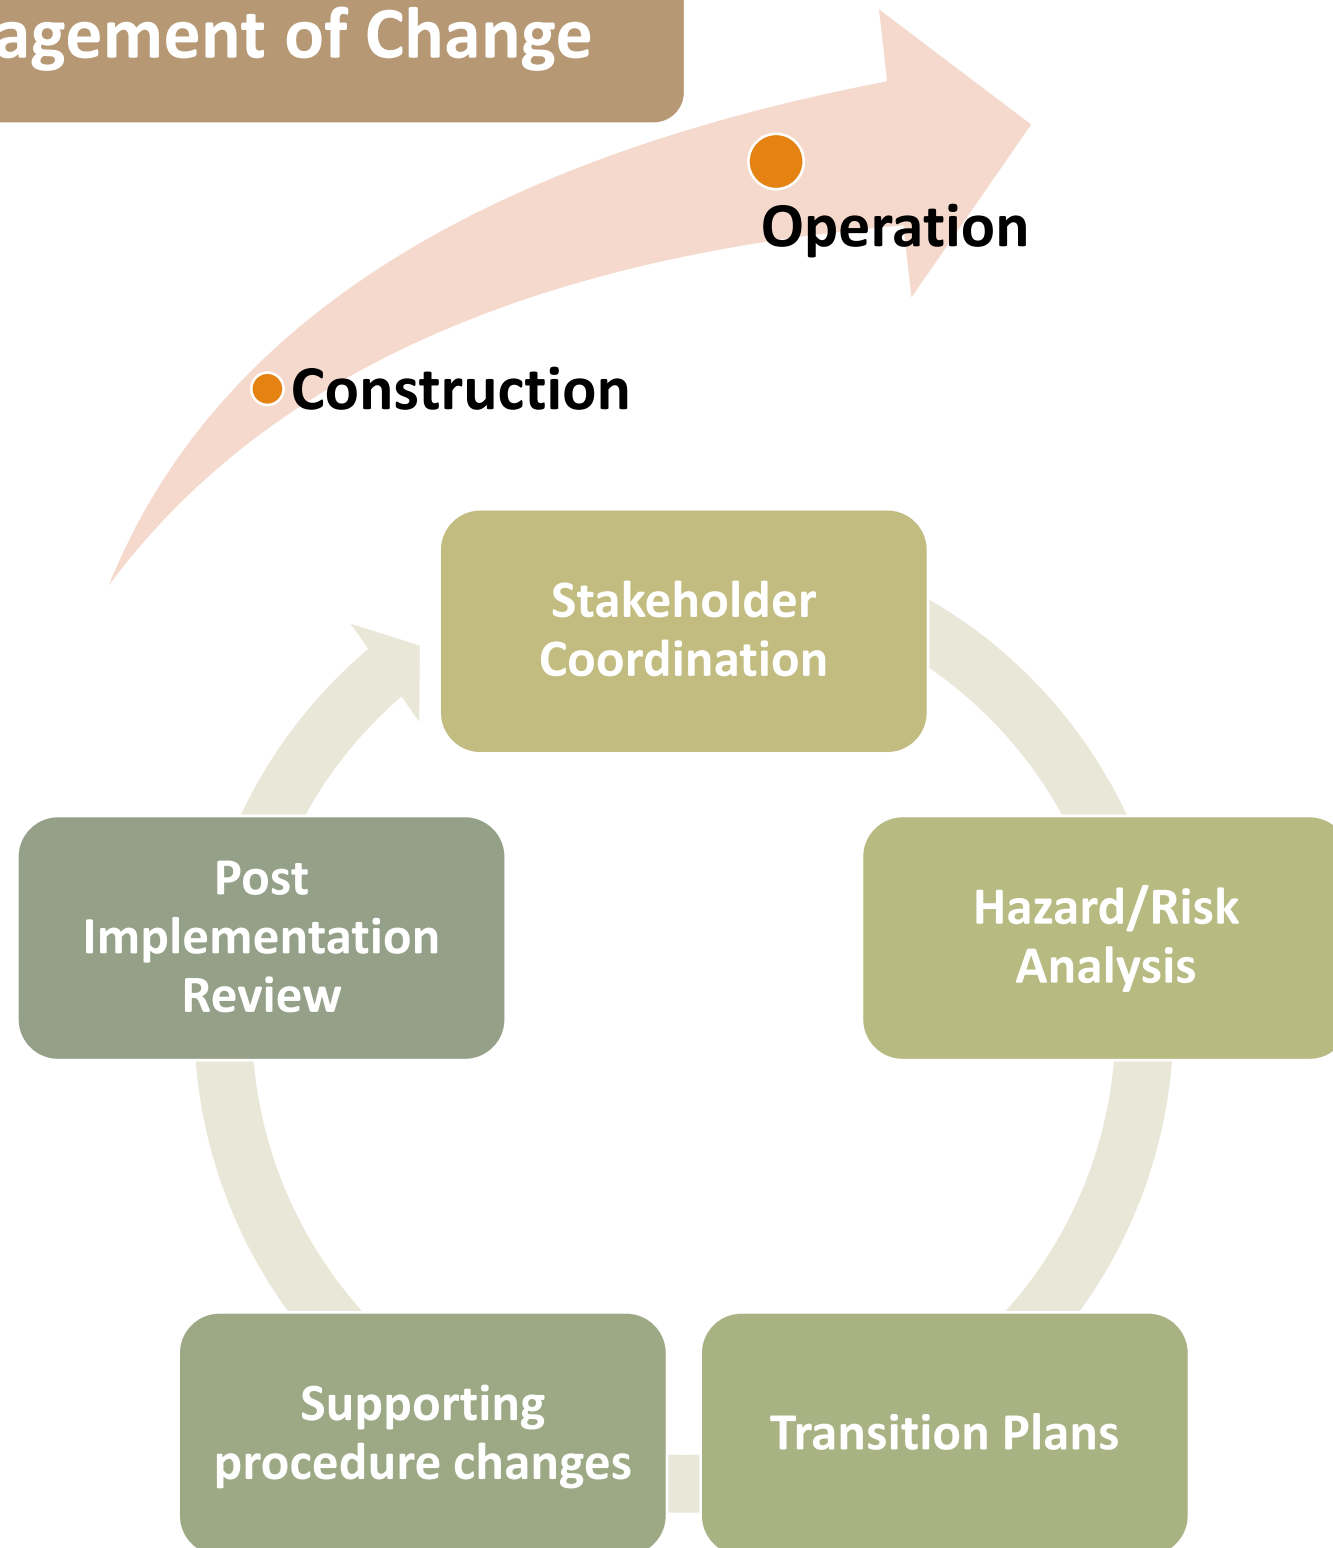 agement of Change
Operation
Construction
Stakeholder
Coordination
Hazard/Risk
Analysis
Transition Plans
Supporting
procedure changes
Post
Implementation
Review